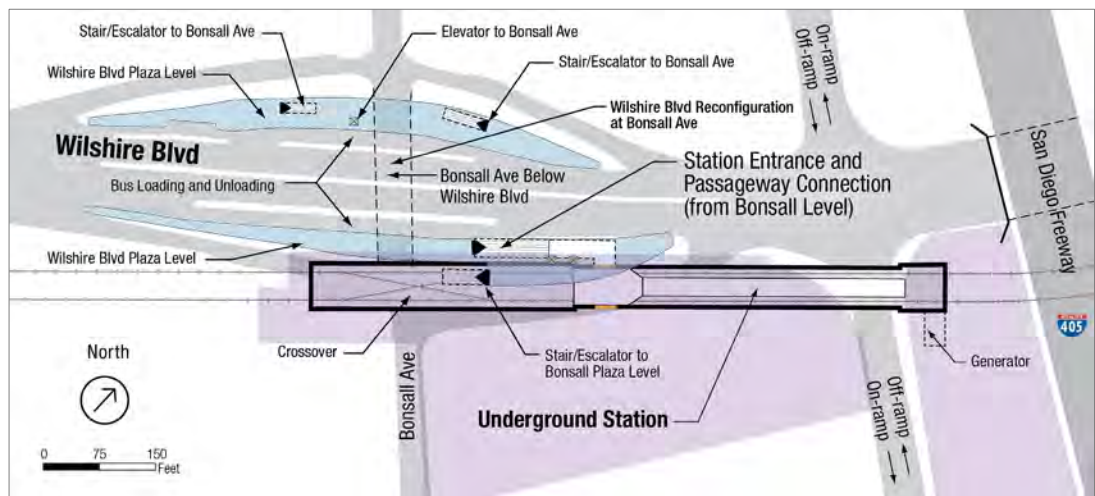 Stair/Escalator to Bonsall Ave
Elevator to Bonsall Ave
Wilshire Blvd Plaza Level
Stair/Escalator to Bonsall Ave
Wilshire Blvd Reconfiguration
at Bonsall Ave
On-ramp
Off-ramp
San Diego Freeway
Wilshire Blvd
Bus Loading and Unloading
Bonsall Ave Below
Wilshire Blvd
Station Entrance and
Passageway Connection
(from Bonsall Level)
Wilshire Blvd Plaza Level
405
Crossover
Stair/Escalator to
Bonsall Plaza Level
Generator
North
Bonsall Ave
Underground Station
Off-ramp
On-ramp
0 75 150
Feet